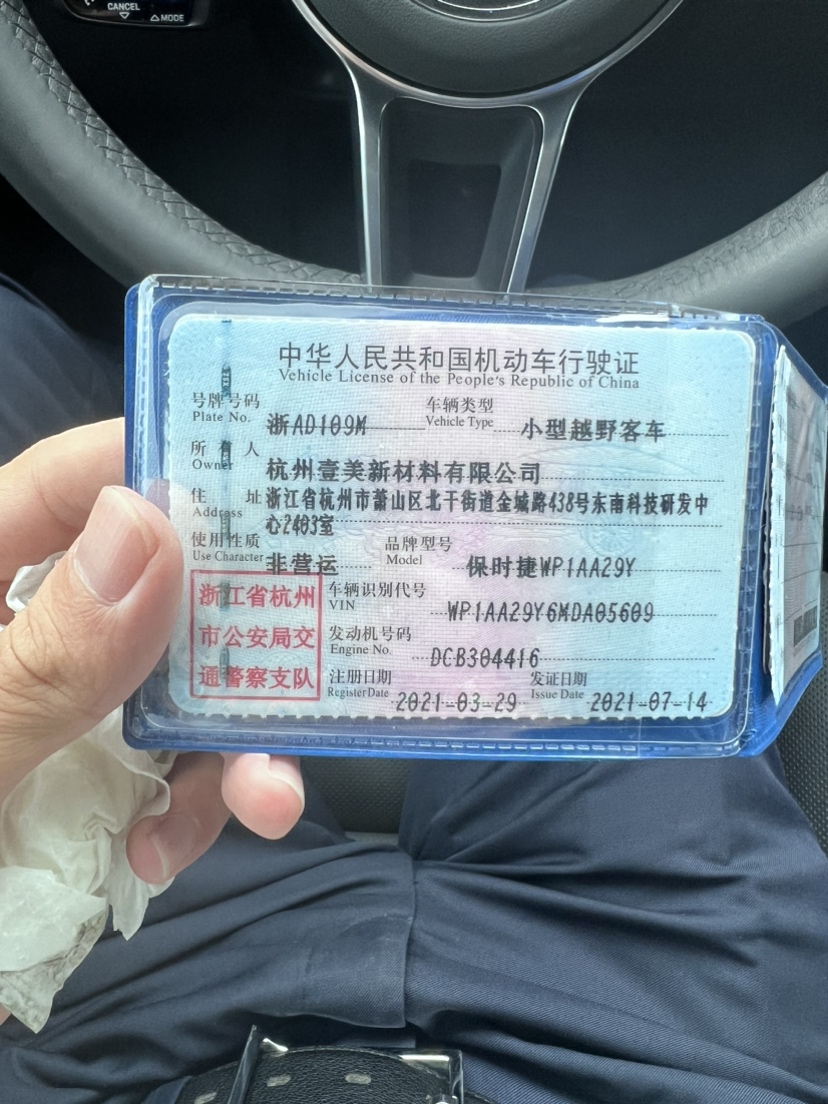 CANCEL
MODE
中华人民共和国机动车行驶证
Vehicle License of the People's Republic of China
号牌号码 浙AD109M 车辆类型 小型越野客车
Plate No. Vehicle Type
所有人 杭州壹美新材料有限公司
Owner
住址 浙江省杭州市萧山区北干街道金城路438号东南科技研发中
Address 心2403室
使用性质 非营运 品牌型号 保时捷WP1AA29Y
Use Character Model
浙江省杭州
市公安局交
通警察支队
车辆识别代号 WP1AA29Y6MDA05609
VIN
发动机号码 DCB304416
Engine No.
注册日期 2021-03-29 发证日期 2021-07-14
Register Date Issue Date